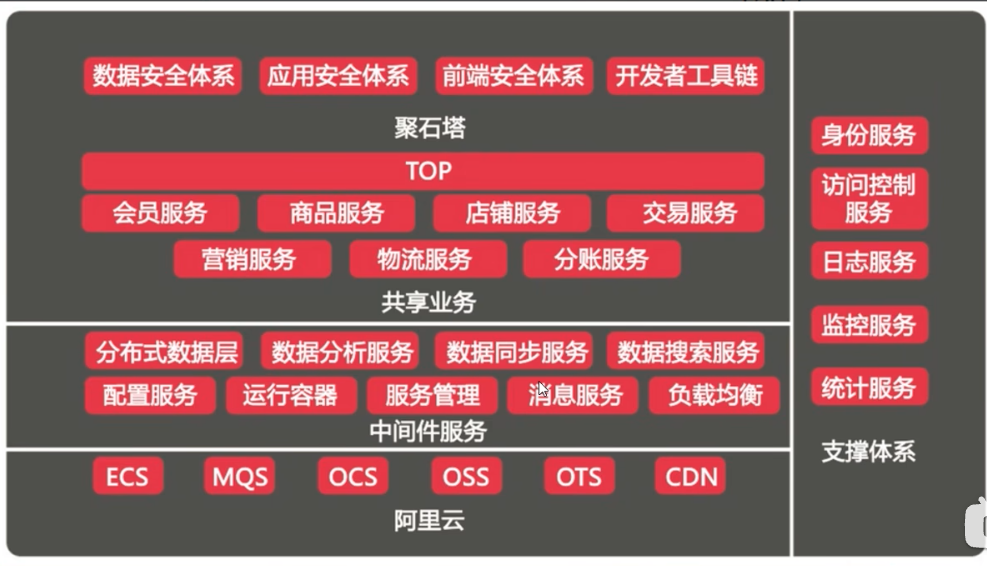 数据安全体系
应用安全体系
前端安全体系
开发者工具链
聚石塔
TOP
会员服务
商品服务
店铺服务
交易服务
营销服务
物流服务
分账服务
共享业务
分布式数据层
数据分析服务
数据同步服务
数据搜索服务
配置服务
运行容器
服务管理
消息服务
负载均衡
中间件服务
ECS
MQS
OCS
OSS
OTS
CDN
阿里云
身份服务
访问控制
服务
日志服务
监控服务
统计服务
支撑体系